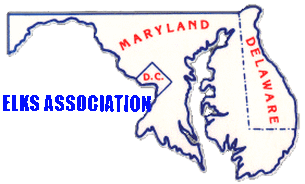 MARYLAND
DELAWARE
D.C.
ELKS ASSOCIATION